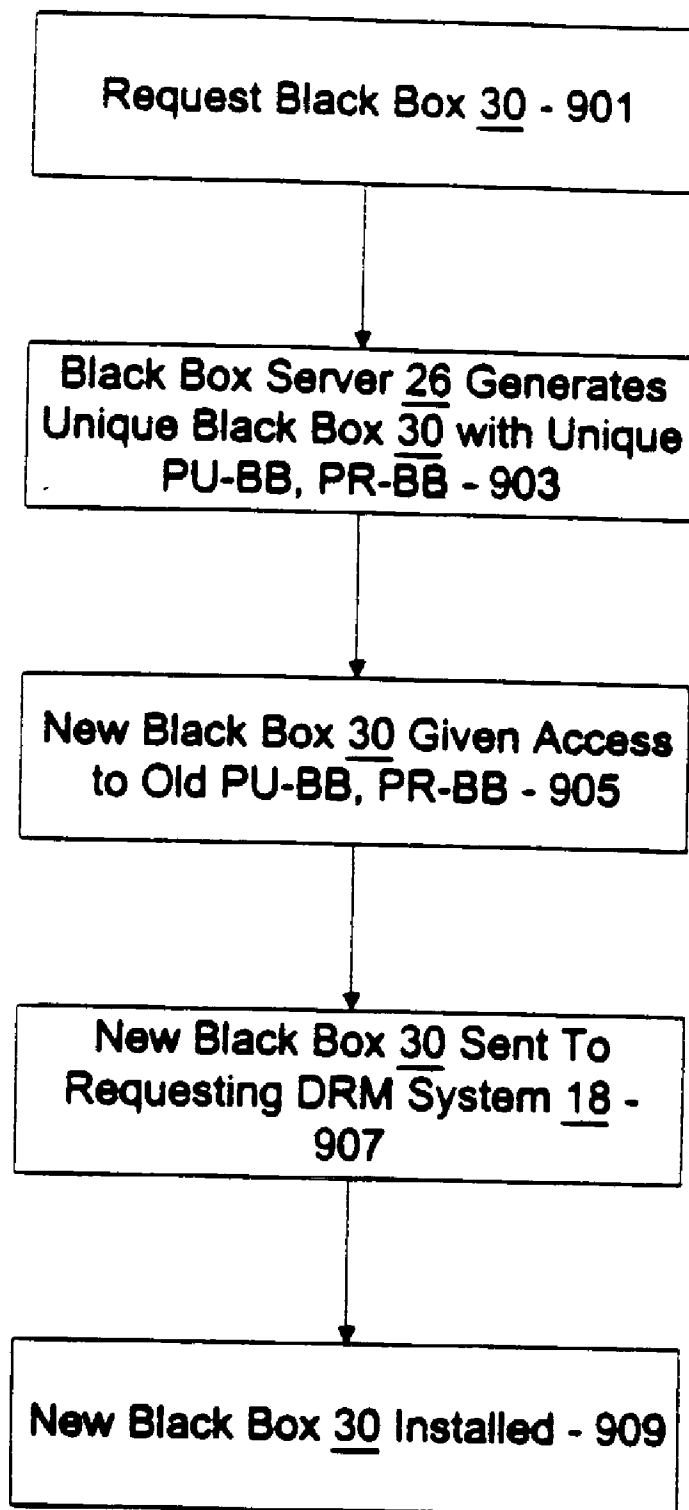 Request Black Box 30 - 901
Black Box Server 26 Generates
Unique Black Box 30 with Unique
PU-BB, PR-BB - 903
New Black Box 30 Given Access
to Old PU-BB, PR-BB - 905
New Black Box 30 Sent To
Requesting DRM System 18 -
907
New Black Box 30 Installed - 909